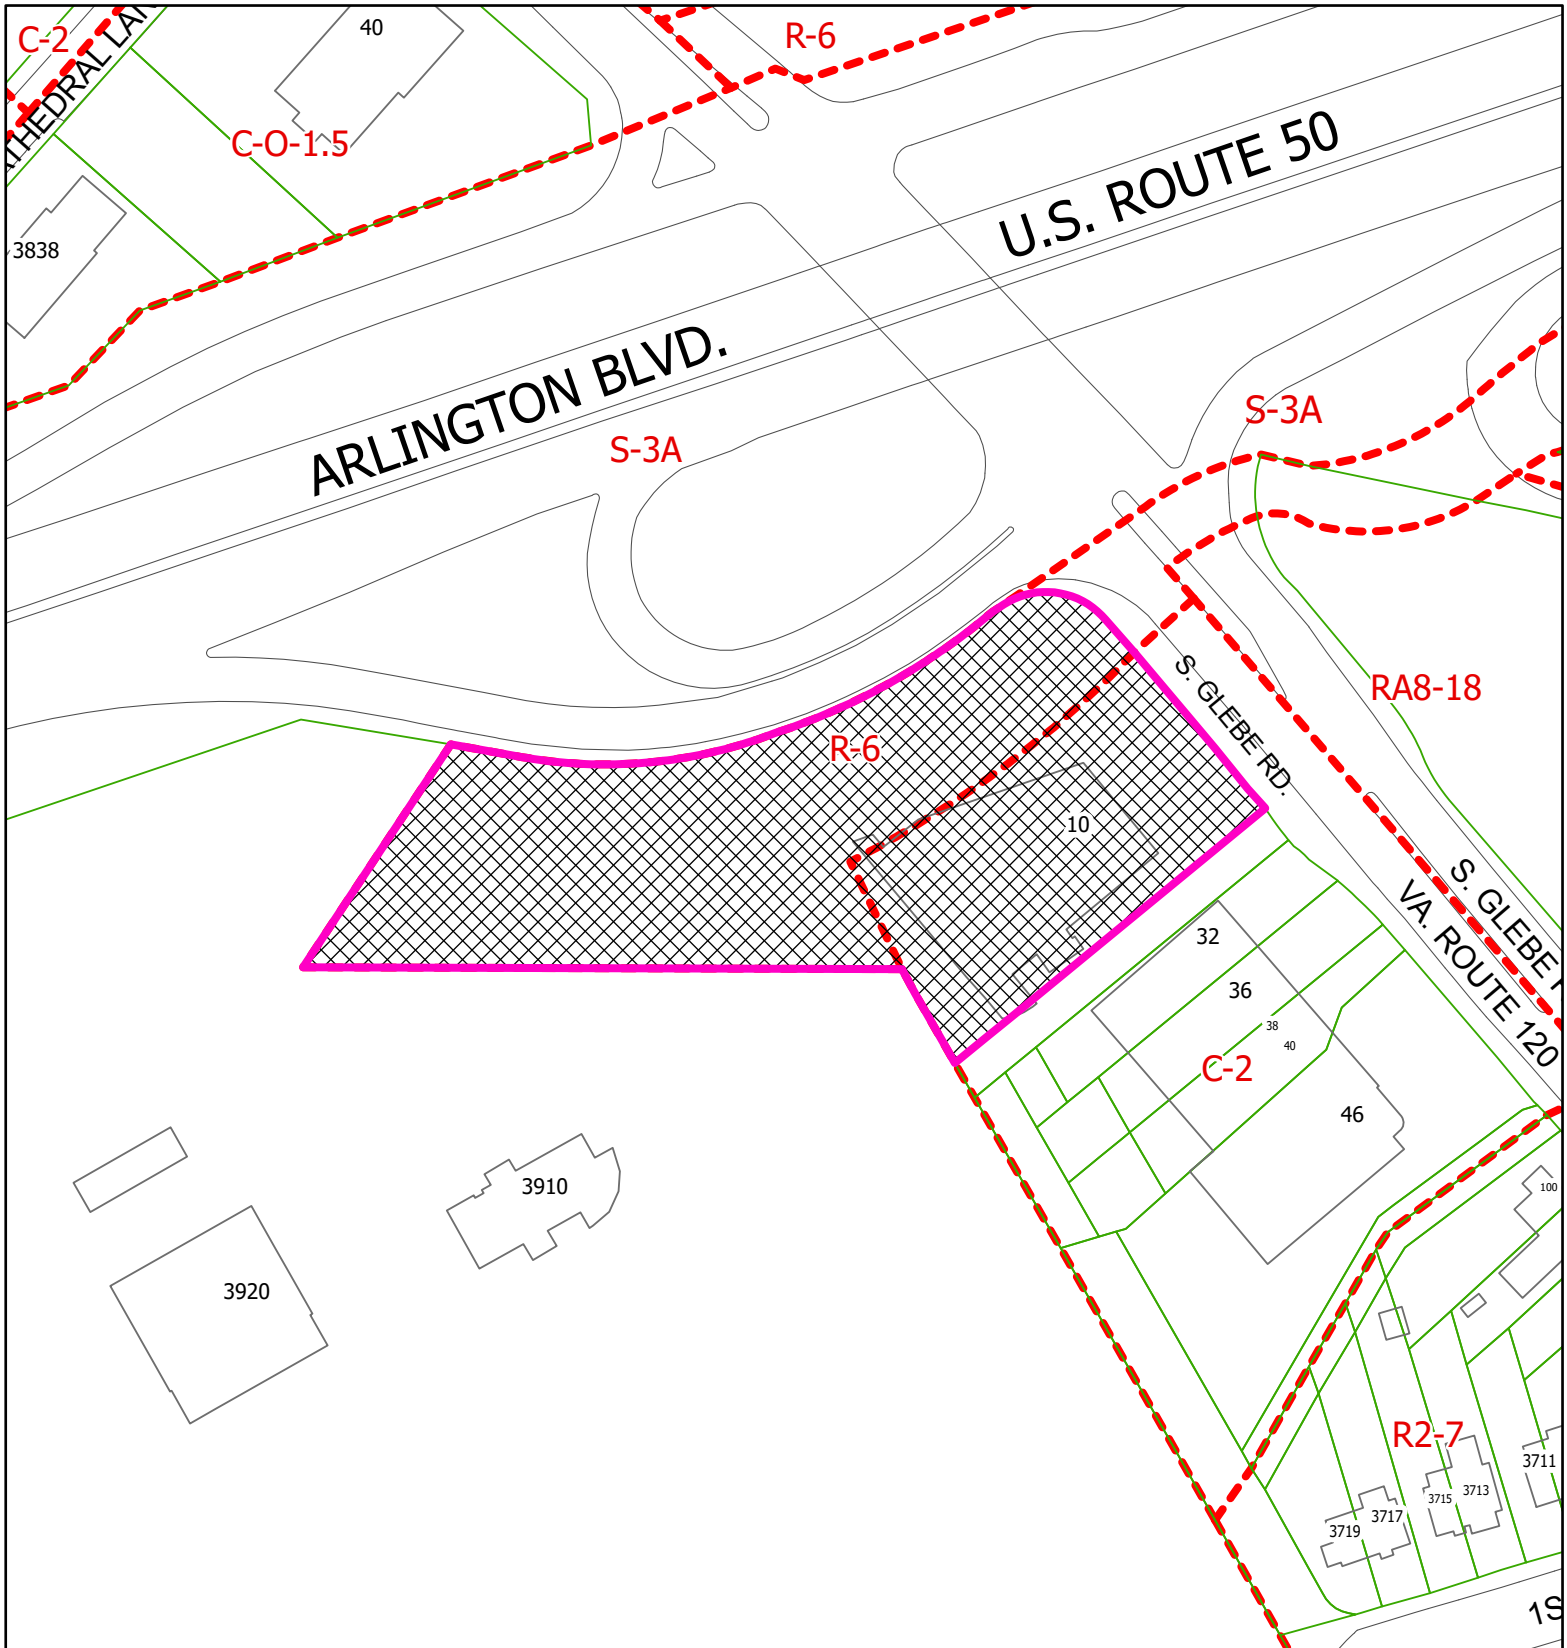 C-2
40
R-6
C-O-1.5
U.S. ROUTE 50
3838
ARLINGTON BLVD.
S-3A
S-3A
S. GLEBE RD.
RA8-18
R-6
10
S. GLEBE
VA. ROUTE 120
32
36
38
40
C-2
46
3910
100
3920
R2-7
3711
3713
3715
3717
3719